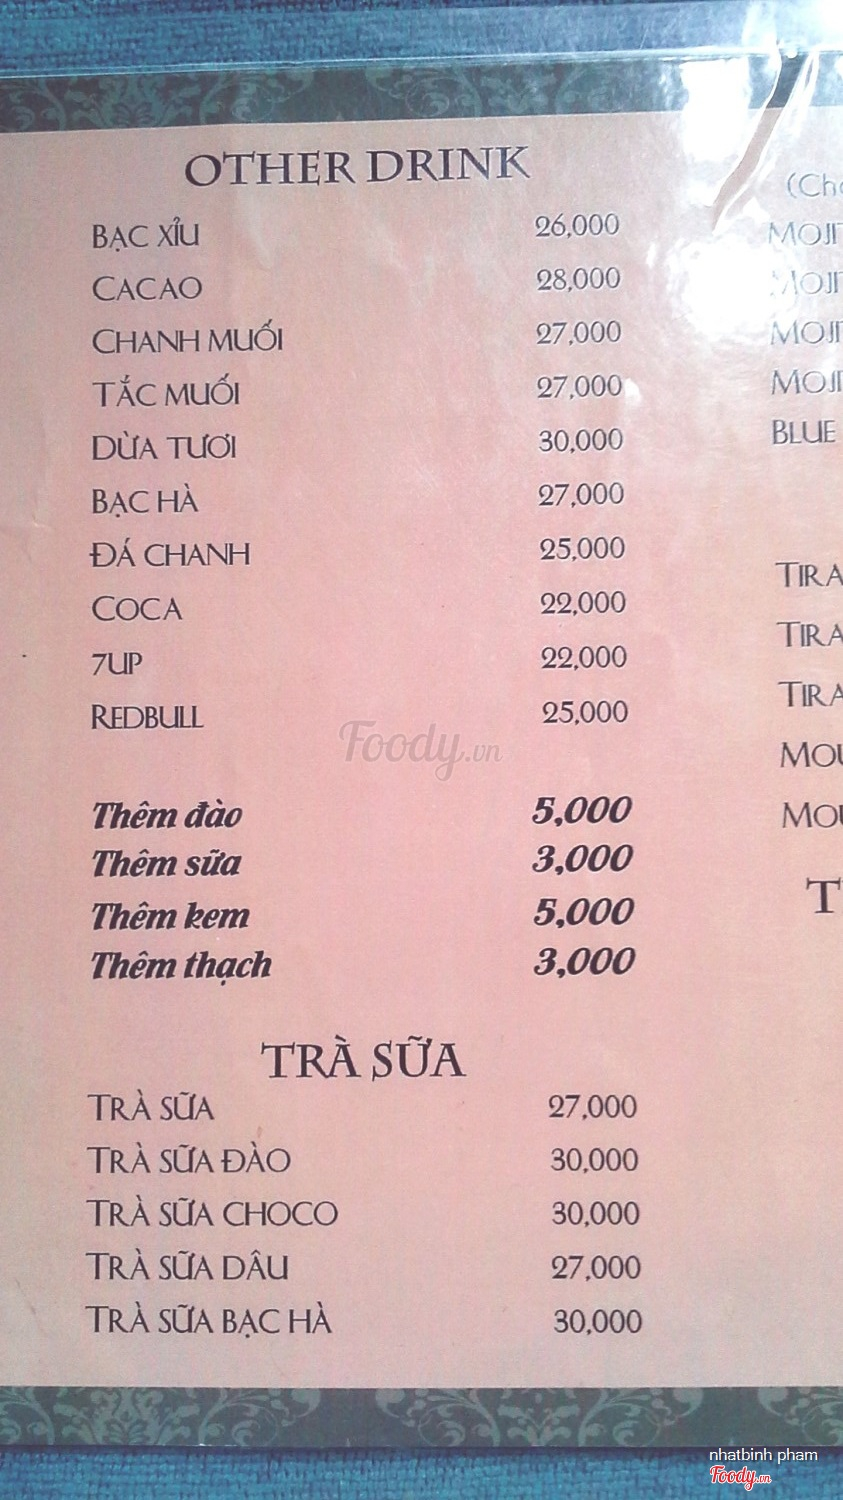 OTHER DRINK
BẠC XỈU 26,000
CACAO 28,000
CHANH MUỐI 27,000
TẮC MUỐI 27,000
DỪA TƯƠI 30,000
BẠC HÀ 27,000
ĐÁ CHANH 25,000
COCA 22,000
7UP 22,000
REDBULL 25,000
Foody.vn
Thêm đào 5,000
Thêm sữa 3,000
Thêm kem 5,000
Thêm thạch 3,000
TRÀ SỮA
TRÀ SỮA 27,000
TRÀ SỮA ĐÀO 30,000
TRÀ SỮA CHOCO 30,000
TRÀ SỮA DÂU 27,000
TRÀ SỮA BẠC HÀ 30,000
BLUE
nhatbinh pham
Foody.vn